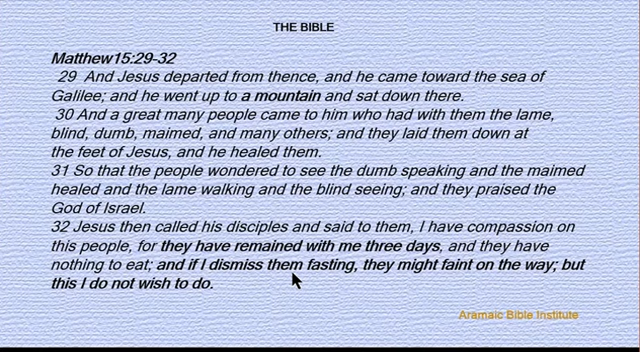 THE BIBLE
Matthew15:29-32
29 And Jesus departed from thence, and he came toward the sea of
Galilee; and he went up to a mountain and sat down there.
30 And a great many people came to him who had with them the lame,
blind, dumb, maimed, and many others; and they laid them down at
the feet of Jesus, and he healed them.
31 So that the people wondered to see the dumb speaking and the maimed
healed and the lame walking and the blind seeing; and they praised the
God of Israel.
32 Jesus then called his disciples and said to them, I have compassion on
this people, for they have remained with me three days, and they have
nothing to eat; and if I dismiss them fasting, they might faint on the way; but
this I do not wish to do.
Aramaic Bible Institute